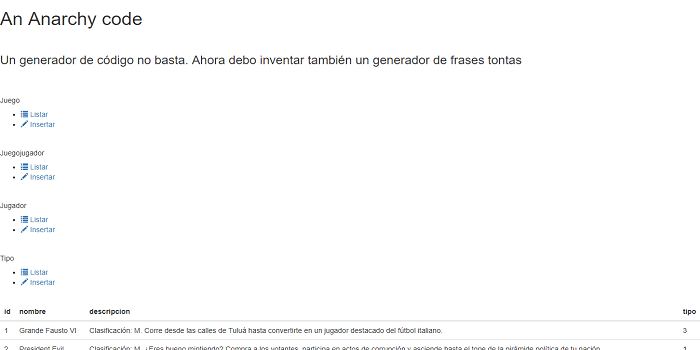 An Anarchy code
Un generador de código no basta. Ahora debo inventar también un generador de frases tontas
Juego
Listar
Insertar
Juegojugador
Listar
Insertar
Jugador
Listar
Insertar
Tipo
Listar
Insertar
id nombre descripcion tipo
1 Grande Fausto VI Clasificación: M. Corre desde las calles de Tuluá hasta convertirte en un jugador destacado del fútbol italiano. 3
2 President Evil Clasificación: M. ¿Eres bueno mintiendo? Compra a los votantes, participa en actos de corrupción y asciende hasta el tope de la pirámide política de tu nación. 1